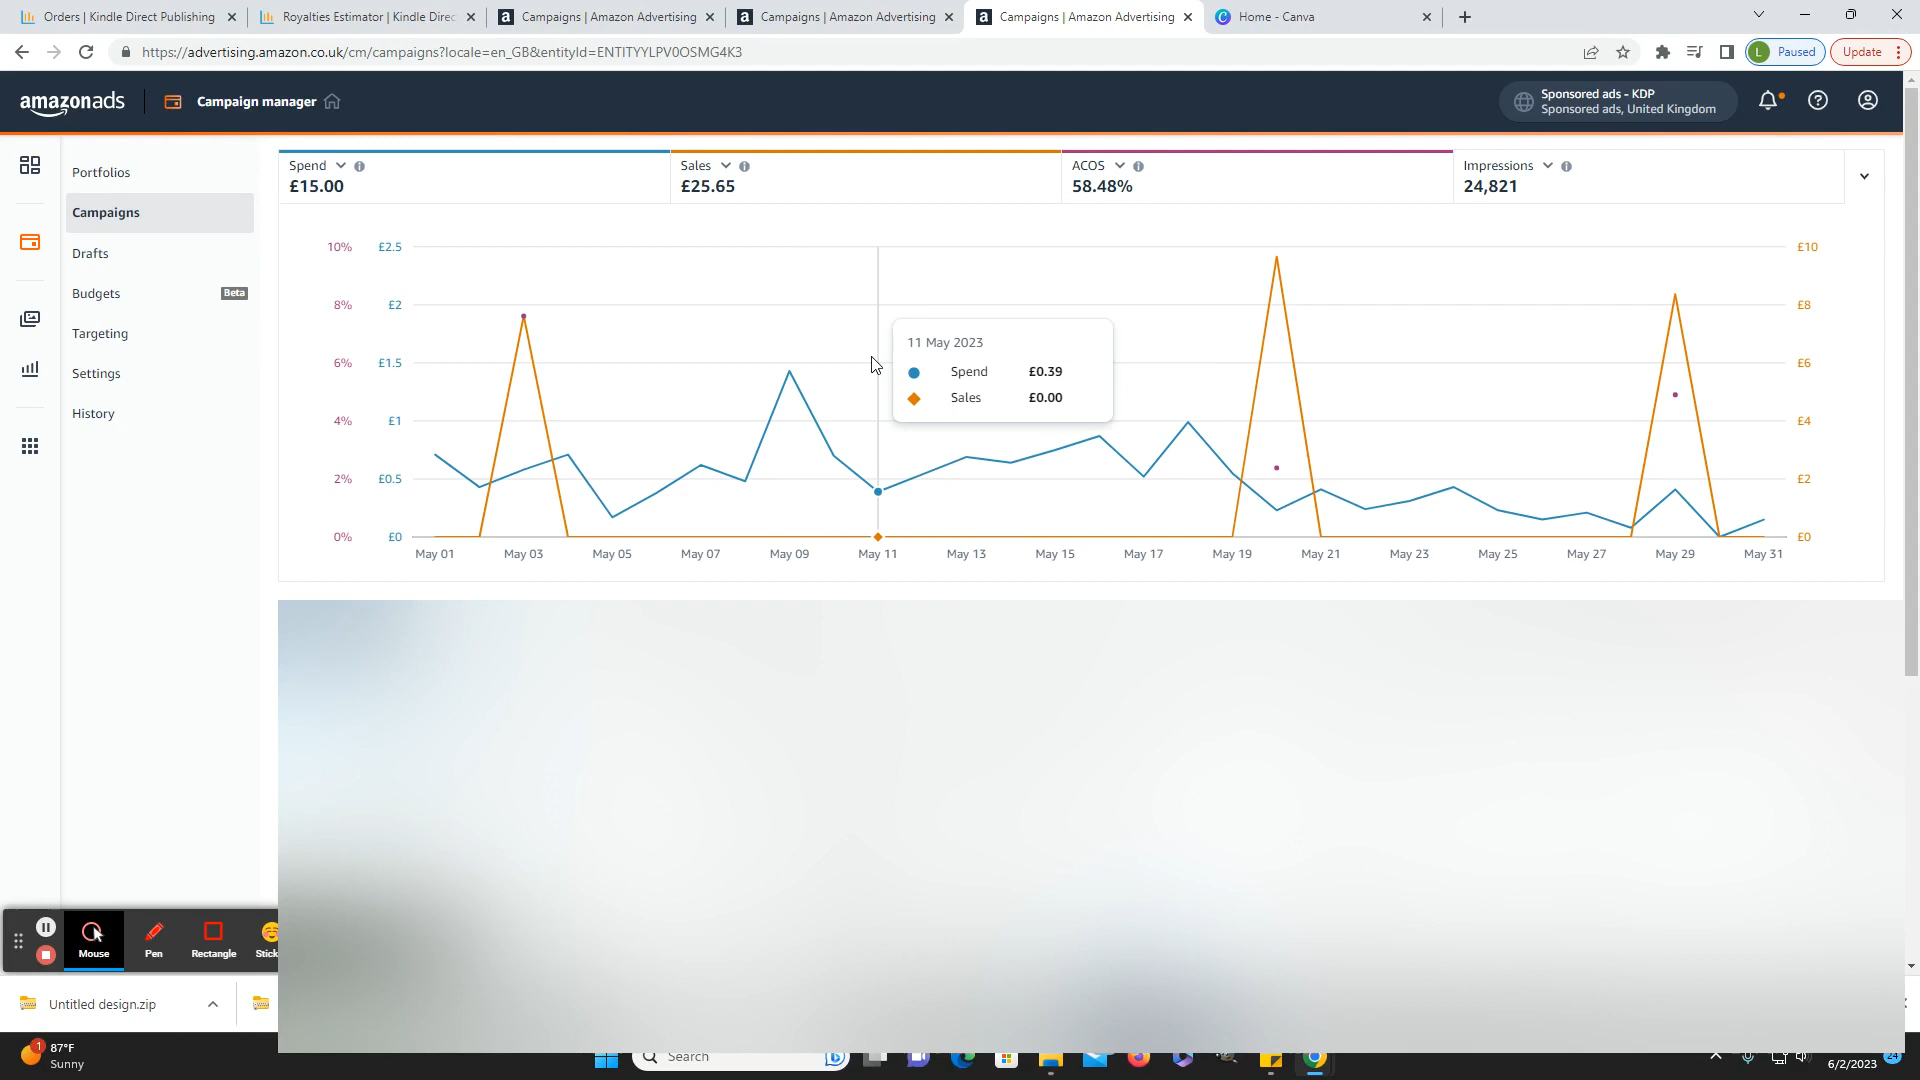 Orders | Kindle Direct Publishing
Royalties Estimator | Kindle Direc
Campaigns | Amazon Advertising
Campaigns | Amazon Advertising
Campaigns | Amazon Advertising
Home - Canva
https://advertising.amazon.co.uk/cm/campaigns?locale=en_GB&entityId=ENTITYYLPV0OSMG4K3
L Paused
Update
amazonads
Campaign manager
Sponsored ads - KDP
Sponsored ads, United Kingdom
Portfolios
Campaigns
Drafts
Budgets Beta
Targeting
Settings
History
Spend Sales ACOS Impressions
£15.00 £25.65 58.48% 24,821
10% £2.5 £10
8% £2 £8
6% £1.5 £6
4% £1 £4
2% £0.5 £2
0% £0 £0
11 May 2023
Spend £0.39
Sales £0.00
May 01 May 03 May 05 May 07 May 09 May 11 May 13 May 15 May 17 May 19 May 21 May 23 May 25 May 27 May 29 May 31
Mouse Pen Rectangle Stick
Untitled design.zip
1 87°F
Sunny
Search
6/2/2023
24